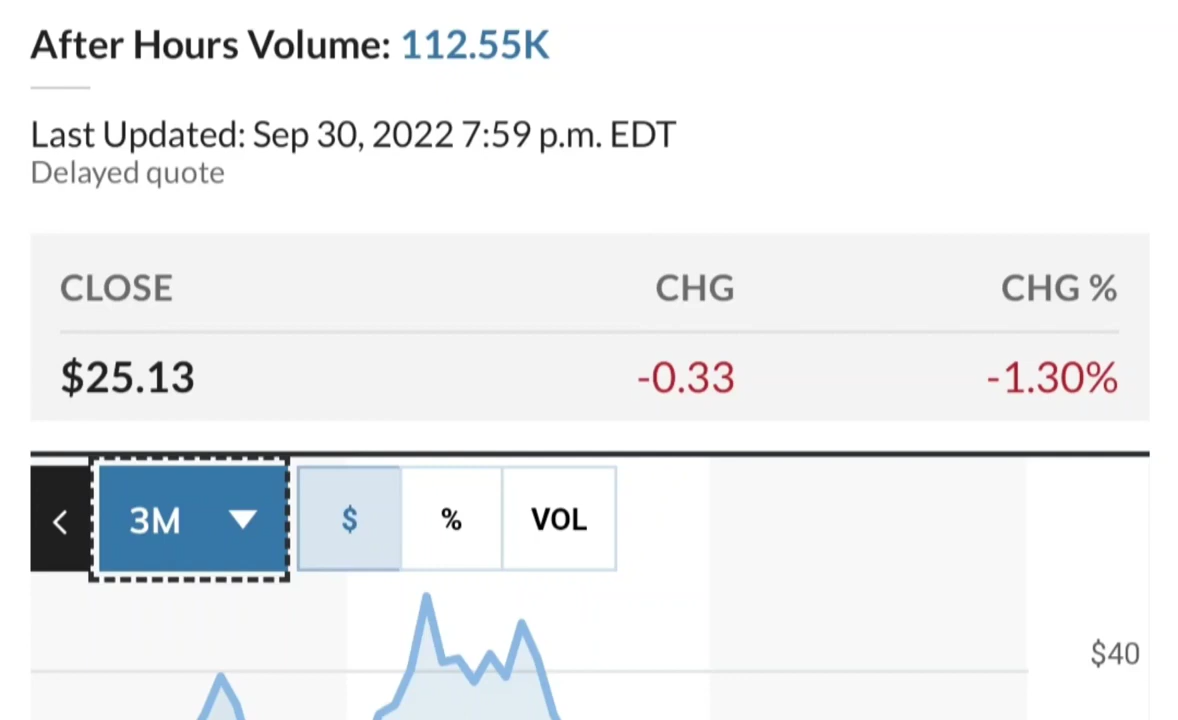 After Hours Volume: 112.55K
Last Updated: Sep 30, 2022 7:59 p.m. EDT
Delayed quote
CLOSE CHG CHG %
$25.13 -0.33 -1.30%
3M $ % VOL
$40